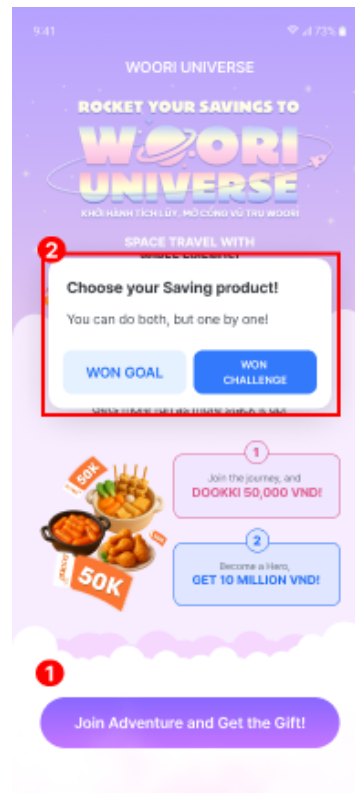 9:41
73%
WOORI UNIVERSE
ROCKET YOUR SAVINGS TO
WOORI
UNIVERSE
KHỞI HÀNH TÍCH LŨY, MỞ CỔNG VŨ TRỤ WOORI
SPACE TRAVEL WITH
2
Choose your Saving product!
You can do both, but one by one!
WON GOAL
WON
CHALLENGE
1
Join the journey, and
DOOKKI 50,000 VND!
50K
2
Become a Hero,
GET 10 MILLION VND!
50K
1
Join Adventure and Get the Gift!